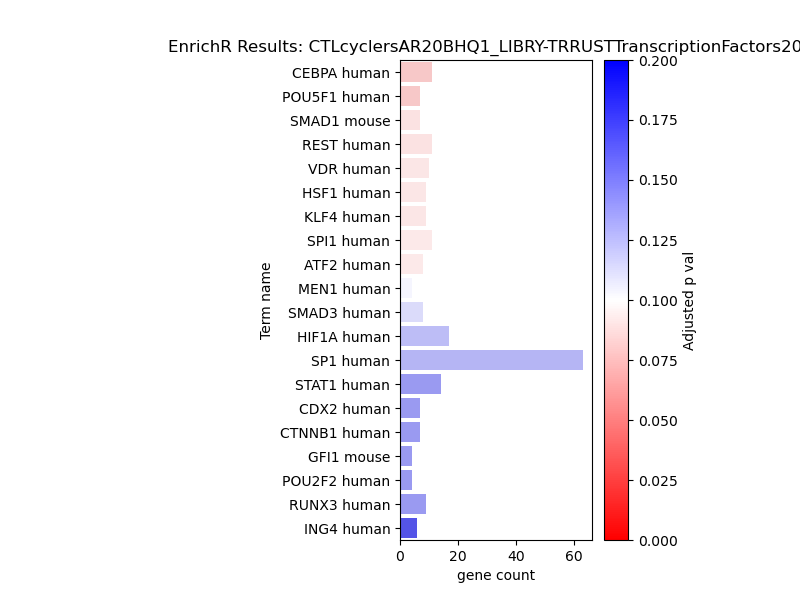 EnrichR Results: CTLcyclersAR20BHQ1_LIBRY-TRRUSTTranscriptionFactors20
CEBPA human
POU5F1 human
SMAD1 mouse
REST human
VDR human
HSF1 human
KLF4 human
SPI1 human
ATF2 human
MEN1 human
SMAD3 human
HIF1A human
SP1 human
STAT1 human
CDX2 human
CTNNB1 human
GFI1 mouse
POU2F2 human
RUNX3 human
ING4 human
Term name
0 20 40 60
gene count
0.200
0.175
0.150
0.125
0.100
0.075
0.050
0.025
0.000
Adjusted p val